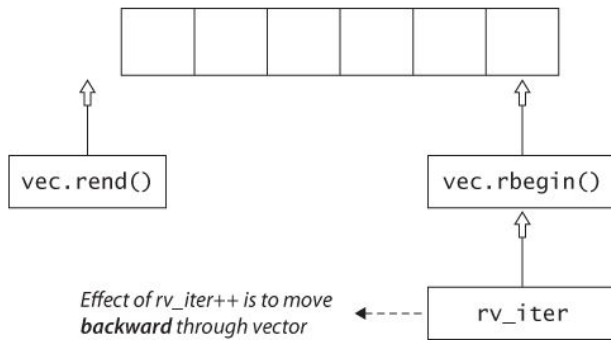 vec.rend()
vec.rbegin()
Effect of rv_iter++ is to move
backward through vector
rv_iter